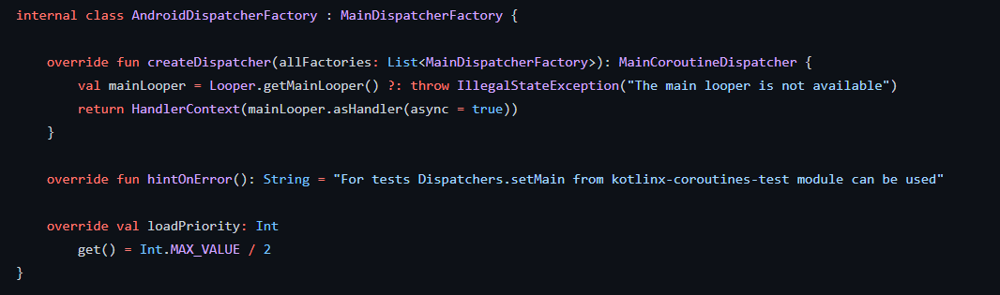 internal class AndroidDispatcherFactory : MainDispatcherFactory {
override fun createDispatcher(allFactories: List<MainDispatcherFactory>): MainCoroutineDispatcher {
val mainLooper = Looper.getMainLooper() ?: throw IllegalStateException("The main looper is not available")
return HandlerContext(mainLooper.asHandler(async = true))
}
override fun hintOnError(): String = "For tests Dispatchers.setMain from kotlinx-coroutines-test module can be used"
override val loadPriority: Int
get() = Int.MAX_VALUE / 2
}